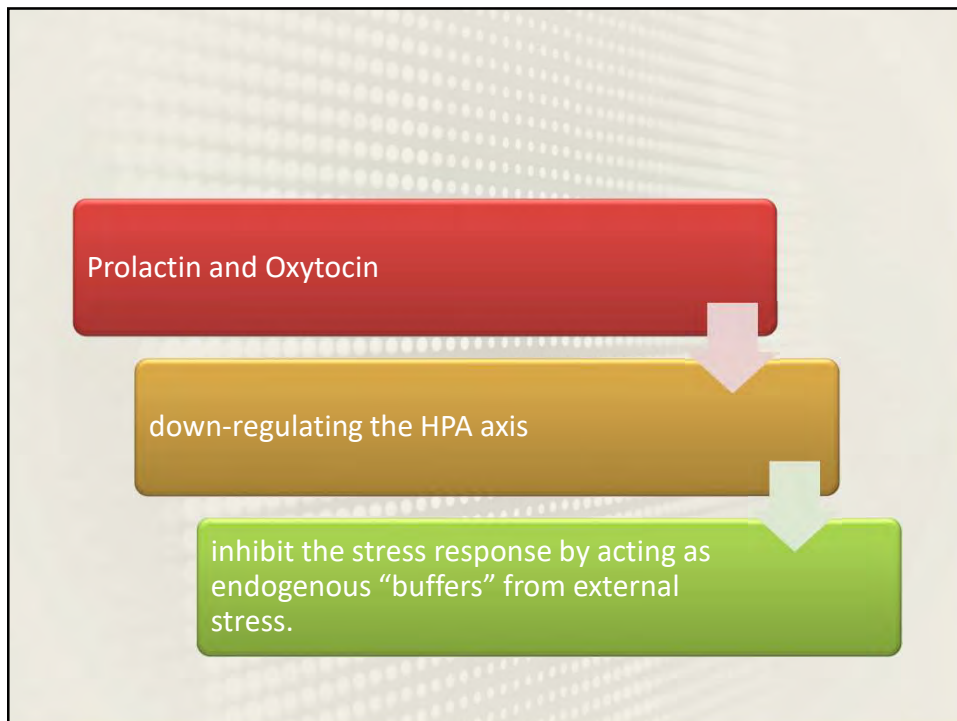 Prolactin and Oxytocin
down-regulating the HPA axis
inhibit the stress response by acting as
endogenous “buffers” from external
stress.